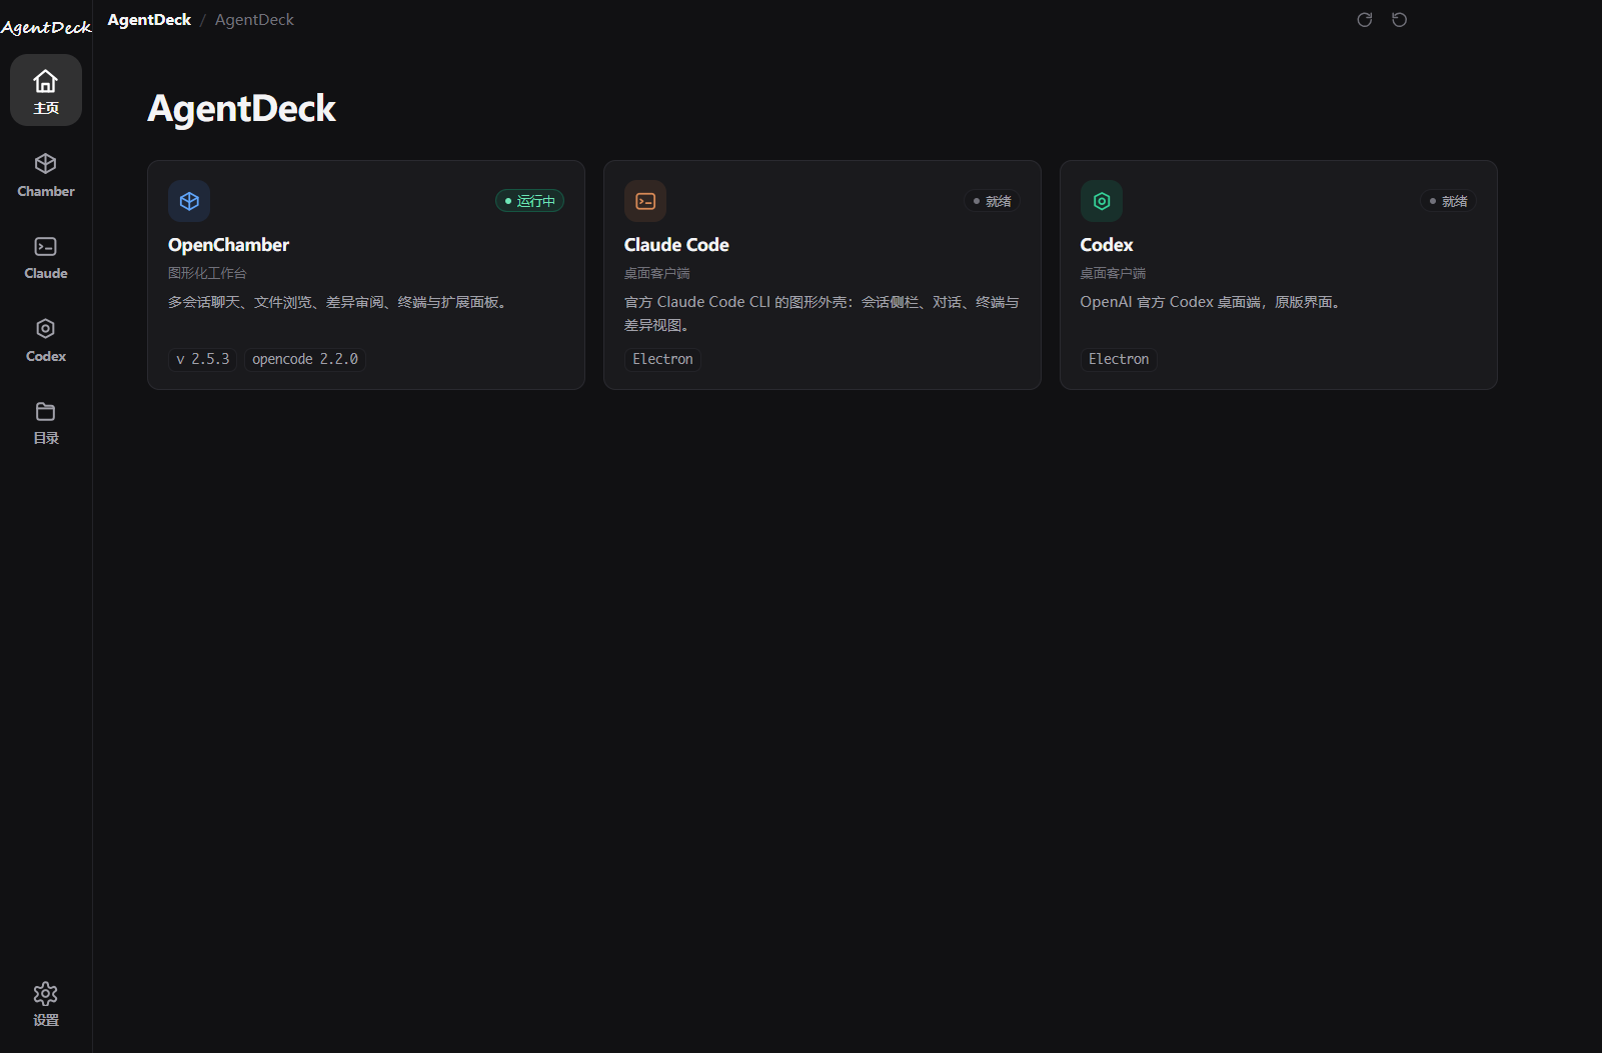 AgentDeck
AgentDeck / AgentDeck
主页
Chamber
Claude
Codex
目录
设置
AgentDeck
运行中
OpenChamber
图形化工作台
多会话聊天、文件浏览、差异审阅、终端与扩展面板。
v 2.5.3
opencode 2.2.0
就绪
Claude Code
桌面客户端
官方 Claude Code CLI 的图形外壳：会话侧栏、对话、终端与
差异视图。
Electron
就绪
Codex
桌面客户端
OpenAI 官方 Codex 桌面端，原版界面。
Electron